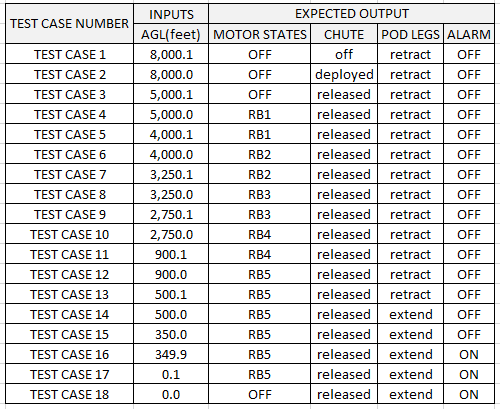 TEST CASE NUMBER INPUTS EXPECTED OUTPUT
AGL(feet) MOTOR STATES CHUTE POD LEGS ALARM
TEST CASE 1 8,000.1 OFF off retract OFF
TEST CASE 2 8,000.0 OFF deployed retract OFF
TEST CASE 3 5,000.1 OFF released retract OFF
TEST CASE 4 5,000.0 RB1 released retract OFF
TEST CASE 5 4,000.1 RB1 released retract OFF
TEST CASE 6 4,000.0 RB2 released retract OFF
TEST CASE 7 3,250.1 RB2 released retract OFF
TEST CASE 8 3,250.0 RB3 released retract OFF
TEST CASE 9 2,750.1 RB3 released retract OFF
TEST CASE 10 2,750.0 RB4 released retract OFF
TEST CASE 11 900.1 RB4 released retract OFF
TEST CASE 12 900.0 RB5 released retract OFF
TEST CASE 13 500.1 RB5 released retract OFF
TEST CASE 14 500.0 RB5 released extend OFF
TEST CASE 15 350.0 RB5 released extend OFF
TEST CASE 16 349.9 RB5 released extend ON
TEST CASE 17 0.1 RB5 released extend ON
TEST CASE 18 0.0 OFF released extend ON